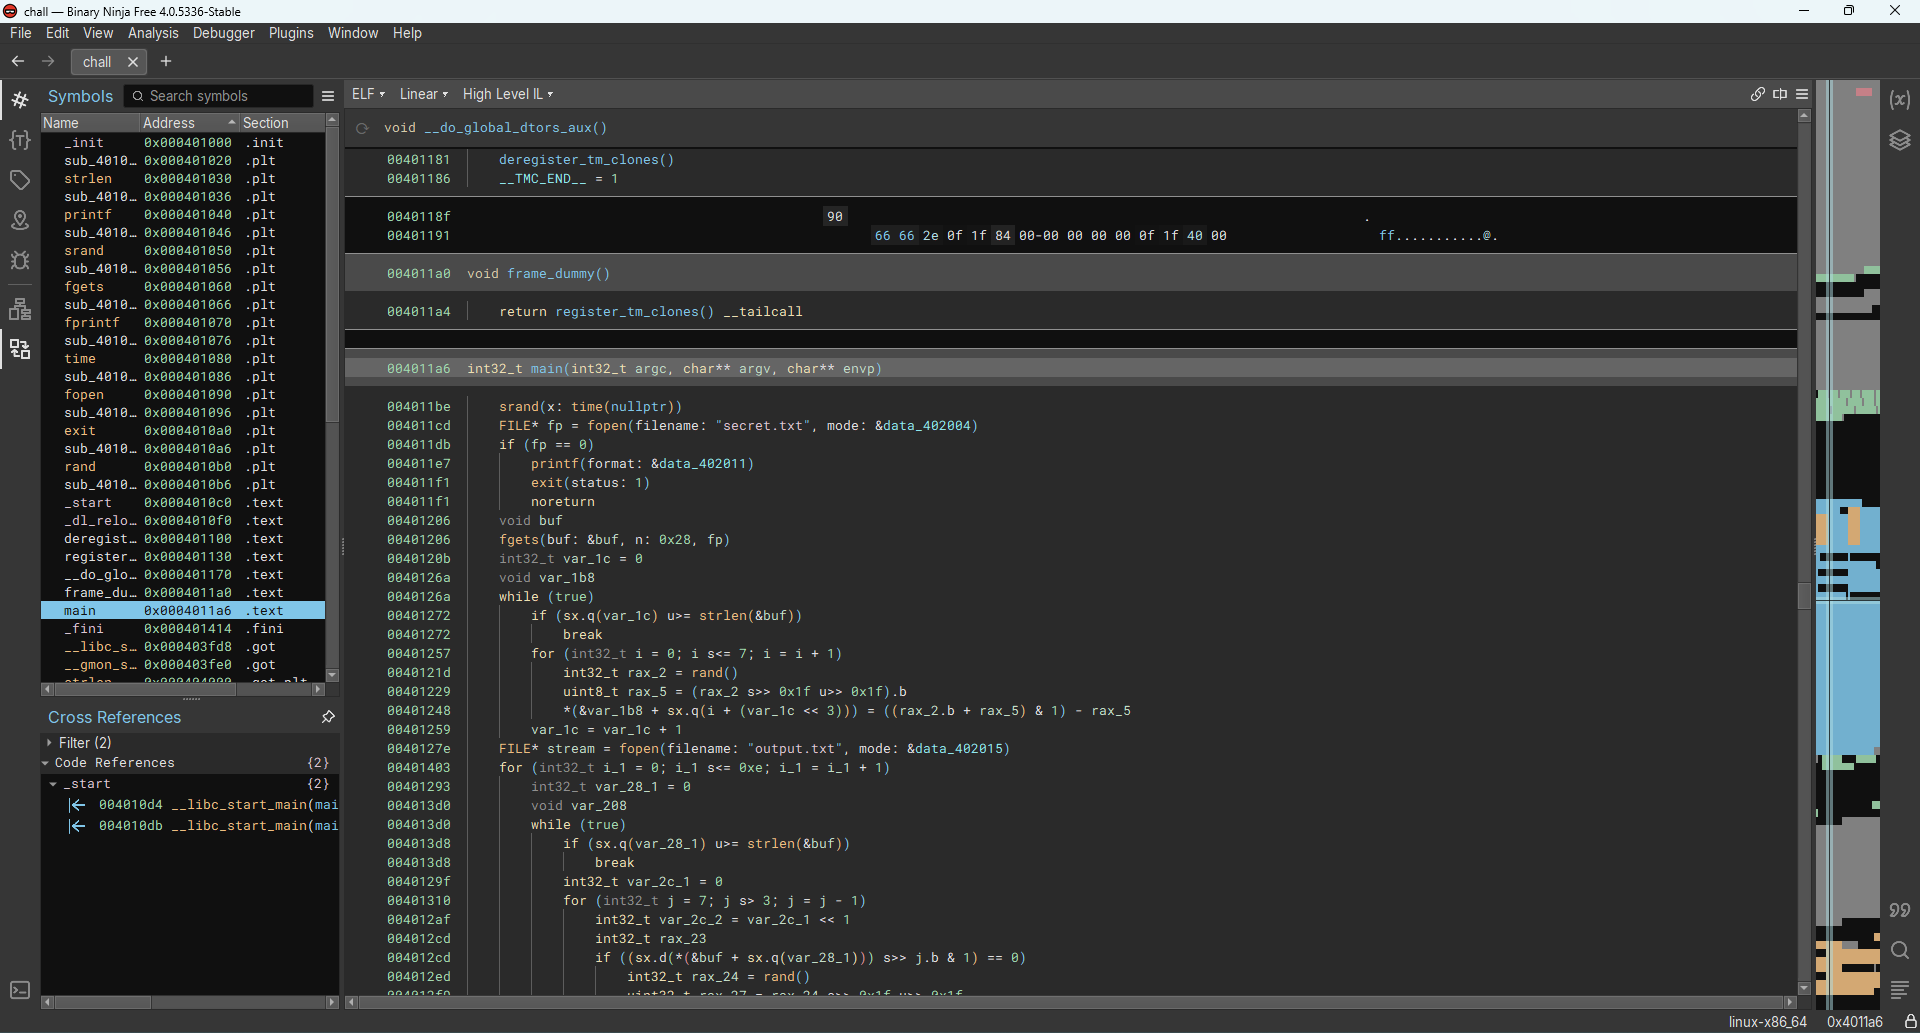 chall — Binary Ninja Free 4.0.5336-Stable
File Edit View Analysis Debugger Plugins Window Help
chall
Symbols Search symbols
Name Address Section
_init 0x000401000 .init
sub_4010… 0x000401020 .plt
strlen 0x000401030 .plt
sub_4010… 0x000401036 .plt
printf 0x000401040 .plt
sub_4010… 0x000401046 .plt
srand 0x000401050 .plt
sub_4010… 0x000401056 .plt
fgets 0x000401060 .plt
sub_4010… 0x000401066 .plt
fprintf 0x000401070 .plt
sub_4010… 0x000401076 .plt
time 0x000401080 .plt
sub_4010… 0x000401086 .plt
fopen 0x000401090 .plt
sub_4010… 0x000401096 .plt
exit 0x0004010a0 .plt
sub_4010… 0x0004010a6 .plt
rand 0x0004010b0 .plt
sub_4010… 0x0004010b6 .plt
_start 0x0004010c0 .text
_dl_relo… 0x0004010f0 .text
deregist… 0x000401100 .text
register… 0x000401130 .text
__do_glo… 0x000401170 .text
frame_du… 0x0004011a0 .text
main 0x0004011a6 .text
_fini 0x000401414 .fini
__libc_s… 0x000403fd8 .got
__gmon_s… 0x000403fe0 .got
Cross References
Filter (2)
Code References {2}
_start {2}
004010d4 __libc_start_main(mai
004010db __libc_start_main(mai
ELF Linear High Level IL
void __do_global_dtors_aux()
00401181 deregister_tm_clones()
00401186 __TMC_END__ = 1
0040118f 90 .
00401191 66 66 2e 0f 1f 84 00-00 00 00 00 0f 1f 40 00 ff...........@.
004011a0 void frame_dummy()
004011a4 return register_tm_clones() __tailcall
004011a6 int32_t main(int32_t argc, char** argv, char** envp)
004011be srand(x: time(nullptr))
004011cd FILE* fp = fopen(filename: "secret.txt", mode: &data_402004)
004011db if (fp == 0)
004011e7 printf(format: &data_402011)
004011f1 exit(status: 1)
004011f1 noreturn
00401206 void buf
00401206 fgets(buf: &buf, n: 0x28, fp)
0040120b int32_t var_1c = 0
0040126a void var_1b8
0040126a while (true)
00401272 if (sx.q(var_1c) u>= strlen(&buf))
00401272 break
00401257 for (int32_t i = 0; i s<= 7; i = i + 1)
0040121d int32_t rax_2 = rand()
00401229 uint8_t rax_5 = (rax_2 s>> 0x1f u>> 0x1f).b
00401248 *(&var_1b8 + sx.q(i + (var_1c << 3))) = ((rax_2.b + rax_5) & 1) - rax_5
00401259 var_1c = var_1c + 1
0040127e FILE* stream = fopen(filename: "output.txt", mode: &data_402015)
00401403 for (int32_t i_1 = 0; i_1 s<= 0xe; i_1 = i_1 + 1)
00401293 int32_t var_28_1 = 0
004013d0 void var_208
004013d0 while (true)
004013d8 if (sx.q(var_28_1) u>= strlen(&buf))
004013d8 break
0040129f int32_t var_2c_1 = 0
00401310 for (int32_t j = 7; j s> 3; j = j - 1)
004012af int32_t var_2c_2 = var_2c_1 << 1
004012cd int32_t rax_23
004012cd if ((sx.d(*(&buf + sx.q(var_28_1))) s>> j.b & 1) == 0)
004012ed int32_t rax_24 = rand()
linux-x86_64 0x4011a6